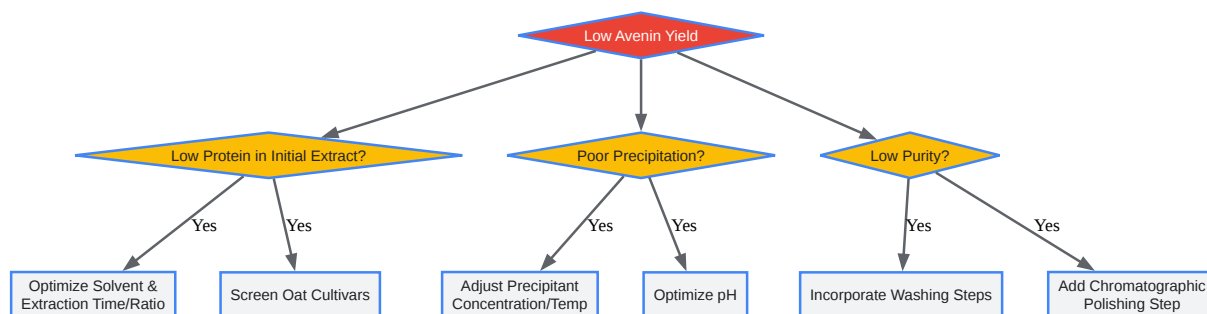 Low Avenin Yield
Low Protein in Initial Extract?
Poor Precipitation?
Low Purity?
Yes
Yes
Yes
Yes
Yes
Yes
Optimize Solvent &
Extraction Time/Ratio
Screen Oat Cultivars
Adjust Precipitant
Concentration/Temp
Optimize pH
Incorporate Washing Steps
Add Chromatographic
Polishing Step